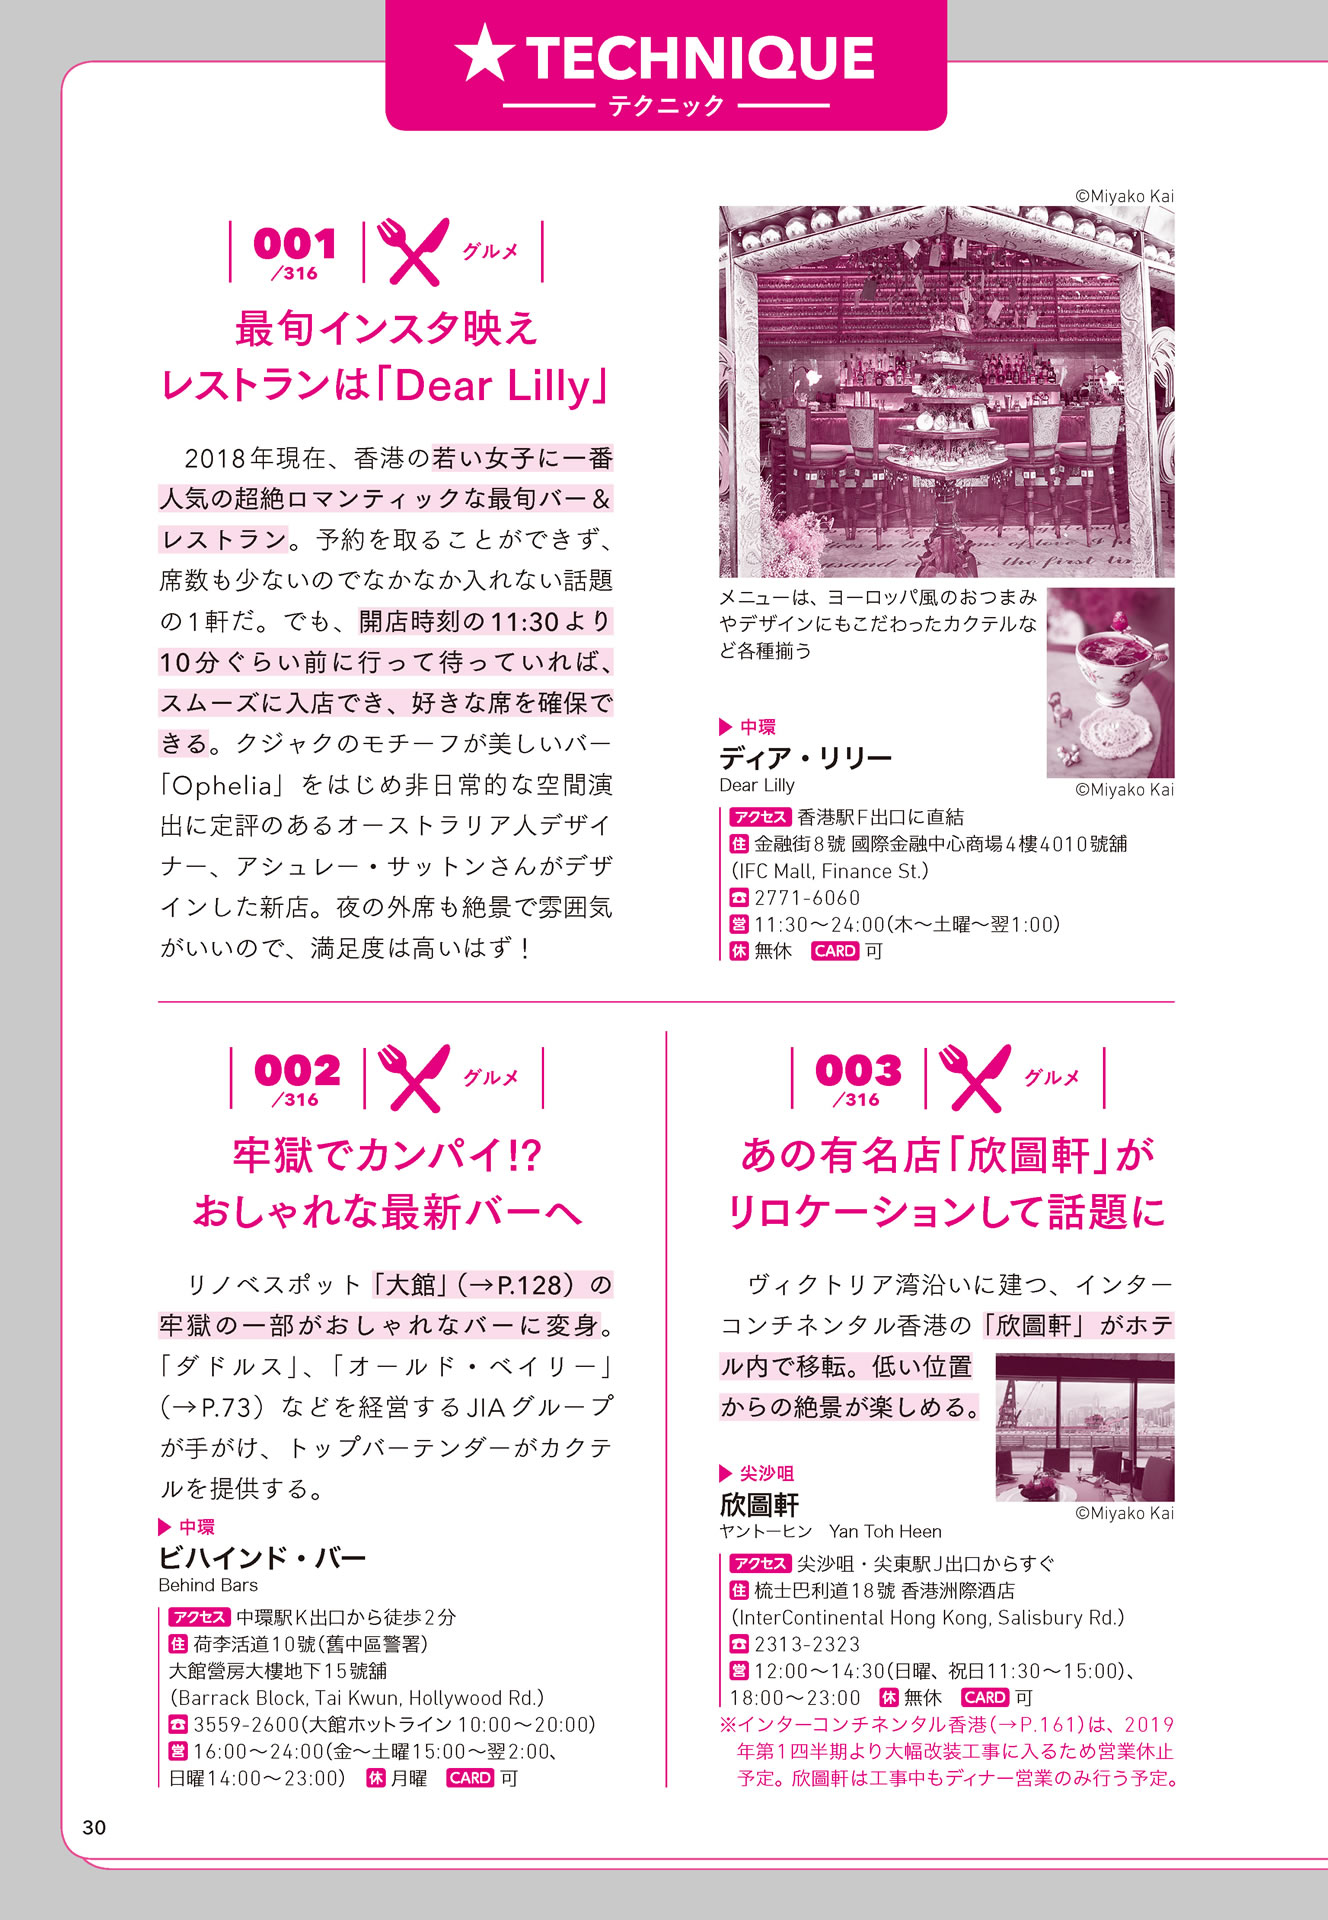 ★TECHNIQUE
テクニック
001
/316
グルメ
最旬インスタ映え
レストランは「Dear Lilly」
2018年現在、香港の若い女子に一番
人気の超絶ロマンティックな最旬バー＆
レストラン。予約を取ることができず、
席数も少ないのでなかなか入れない話題
の1軒だ。でも、開店時刻の11:30より
10分ぐらい前に行って待っていれば、
スムーズに入店でき、好きな席を確保で
きる。クジャクのモチーフが美しいバー
「Ophelia」をはじめ非日常的な空間演
出に定評のあるオーストラリア人デザイ
ナー、アシュレー・サットンさんがデザ
インした新店。夜の外席も絶景で雰囲気
がいいので、満足度は高いはず！
©Miyako Kai
メニューは、ヨーロッパ風のおつまみ
やデザインにもこだわったカクテルな
ど各種揃う
©Miyako Kai
▶中環
ディア・リリー
Dear Lilly
アクセス 香港駅F出口に直結
住 金融街8號 國際金融中心商場4樓4010號舗
（IFC Mall, Finance St.）
☎ 2771-6060
営 11:30～24:00（木～土曜～翌1:00）
休 無休 CARD 可
002
/316
グルメ
牢獄でカンパイ!?
おしゃれな最新バーへ
リノベスポット「大館」（→P.128）の
牢獄の一部がおしゃれなバーに変身。
「ダドルス」、「オールド・ベイリー」
（→P.73）などを経営するJIAグループ
が手がけ、トップバーテンダーがカクテ
ルを提供する。
▶中環
ビハインド・バー
Behind Bars
アクセス 中環駅K出口から徒歩2分
住 荷李活道10號（舊中區警署）
大館營房大樓地下15號舗
（Barrack Block, Tai Kwun, Hollywood Rd.）
☎ 3559-2600（大館ホットライン 10:00～20:00）
営 16:00～24:00（金～土曜15:00～翌2:00、
日曜14:00～23:00） 休 月曜 CARD 可
003
/316
グルメ
あの有名店「欣圖軒」が
リロケーションして話題に
ヴィクトリア湾沿いに建つ、インター
コンチネンタル香港の「欣圖軒」がホテ
ル内で移転。低い位置
からの絶景が楽しめる。
©Miyako Kai
▶尖沙咀
欣圖軒
ヤントーヒン Yan Toh Heen
アクセス 尖沙咀・尖東駅J出口からすぐ
住 梳士巴利道18號 香港洲際酒店
（InterContinental Hong Kong, Salisbury Rd.）
☎ 2313-2323
営 12:00～14:30（日曜、祝日11:30～15:00）、
18:00～23:00 休 無休 CARD 可
※インターコンチネンタル香港（→P.161）は、2019
年第1四半期より大幅改装工事に入るため営業休止
予定。欣圖軒は工事中もディナー営業のみ行う予定。
30